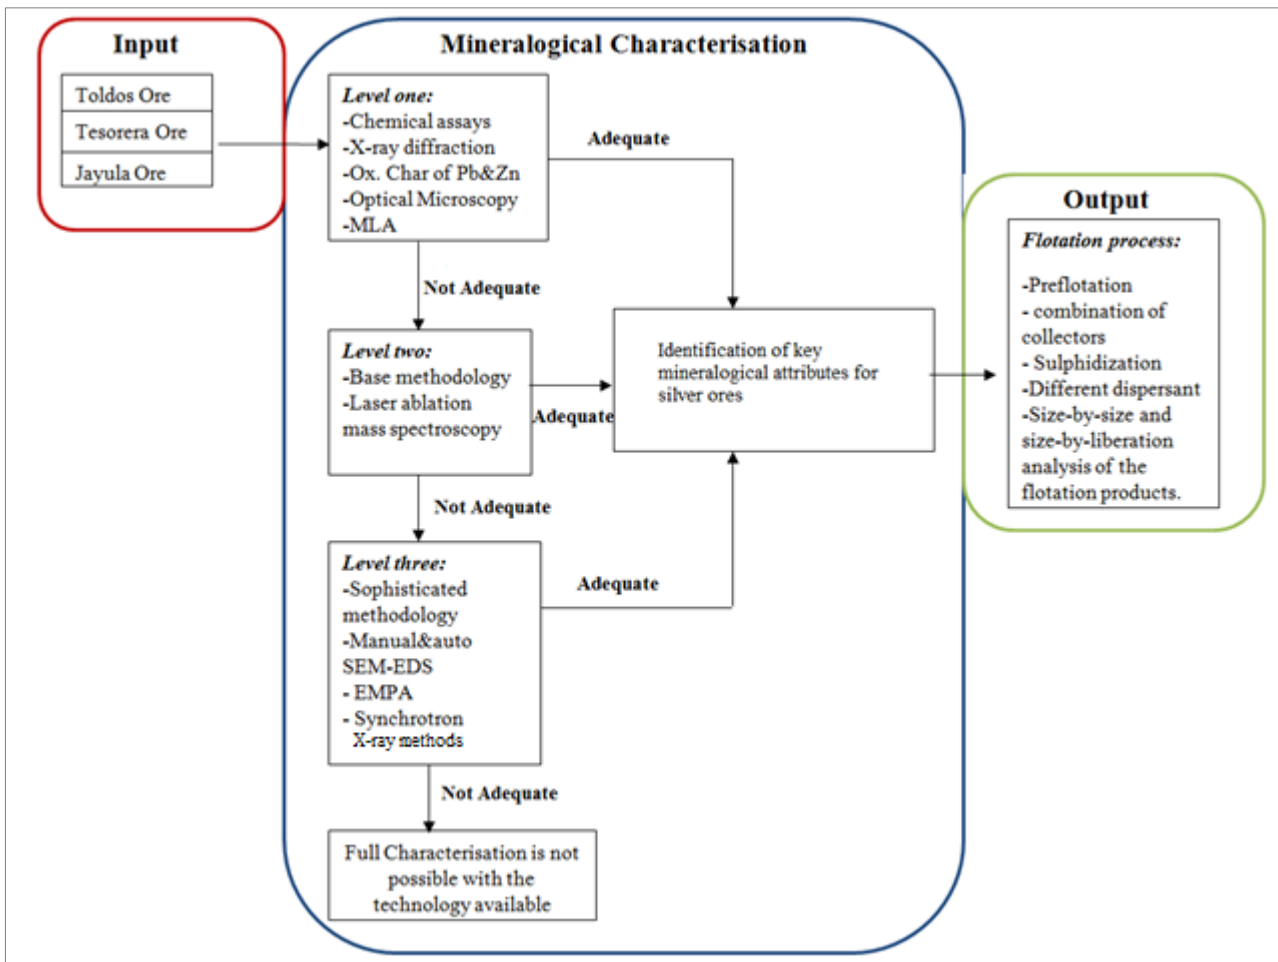 Input
Toldos Ore
Tesorera Ore
Jayula Ore
Mineralogical Characterisation
Level one:
-Chemical assays
-X-ray diffraction
-Ox. Char of Pb&Zn
-Optical Microscopy
-MLA
Adequate
Not Adequate
Level two:
-Base methodology
-Laser ablation
mass spectroscopy
Adequate
Not Adequate
Level three:
-Sophisticated
methodology
-Manual&auto
SEM-EDS
- EMPA
- Synchrotron
X-ray methods
Adequate
Not Adequate
Full Characterisation is not
possible with the
technology available
Identification of key
mineralogical attributes for
silver ores
Output
Flotation process:
-Preflotation
- combination of
collectors
- Sulphidization
-Different dispersant
-Size-by-size and
size-by-liberation
analysis of the
flotation products.